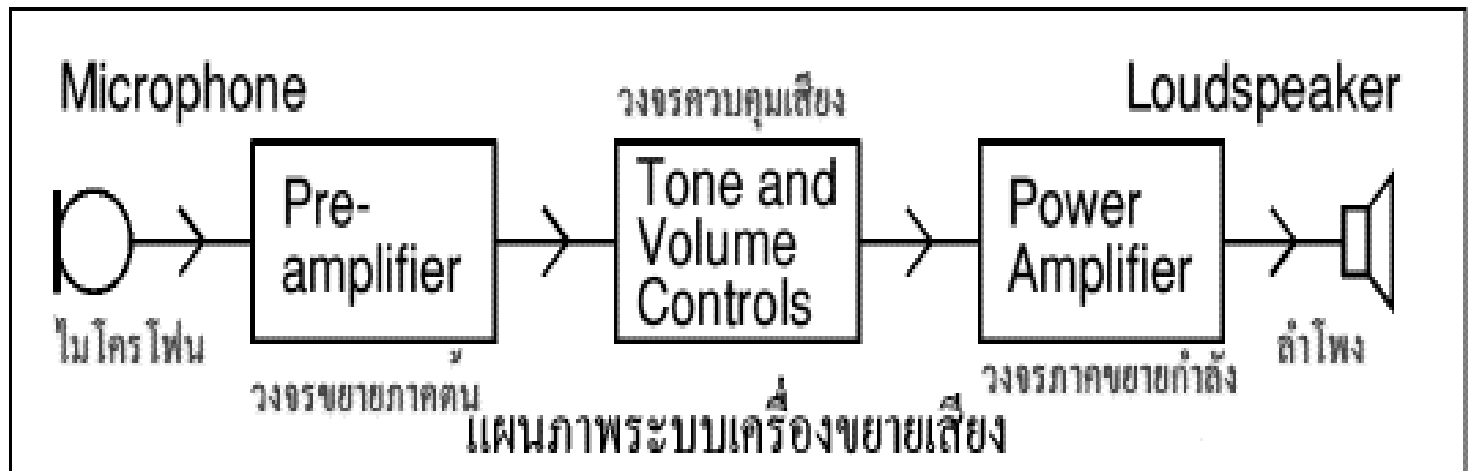 Microphone
วงจรควบคุมเสียง
Loudspeaker
Pre-
amplifier
Tone and
Volume
Controls
Power
Amplifier
ไมโครโฟน
วงจรขยายภาคต้น
วงจรภาคขยายกำลัง
ลำโพง
แผนภาพระบบเครื่องขยายเสียง